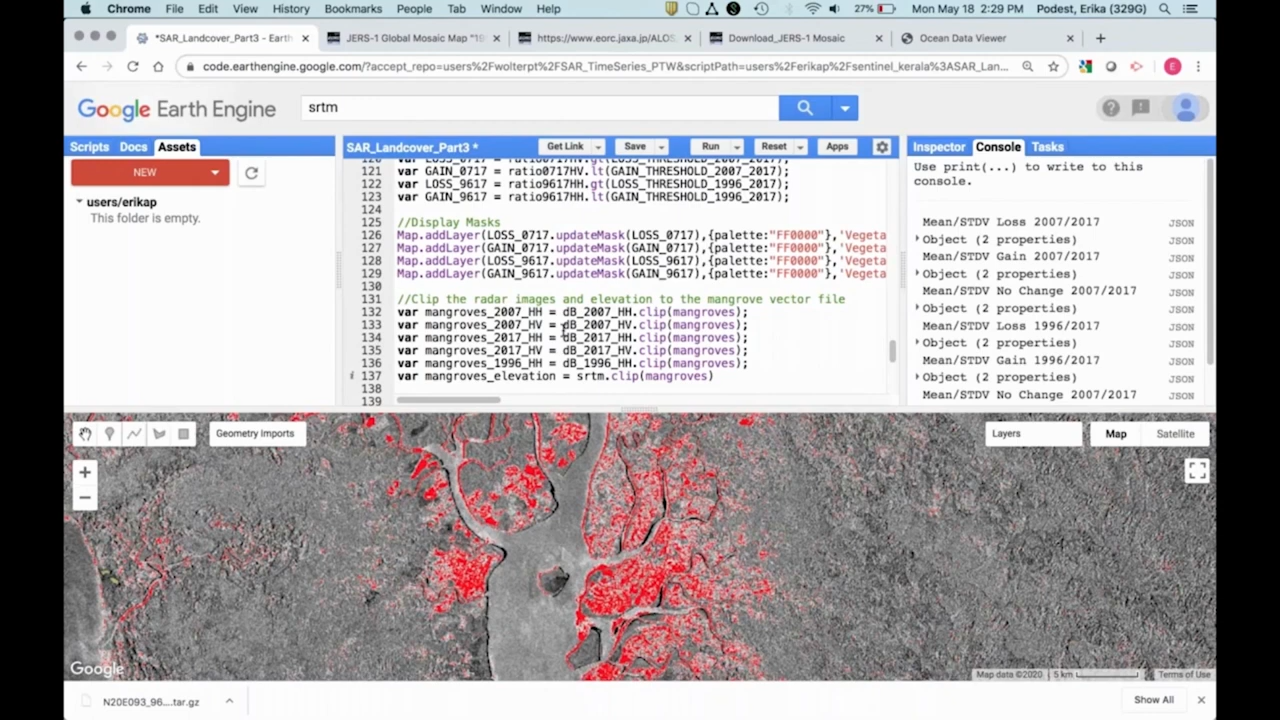 Chrome File Edit View History Bookmarks People Tab Window Help 27% Mon May 18 2:29 PM Podest, Erika (329G)
*SAR_Landcover_Part3 - Earth JERS-1 Global Mosaic Map "19 https://www.eorc.jaxa.jp/ALOS Download_JERS-1 Mosaic Ocean Data Viewer
code.earthengine.google.com/?accept_repo=users%2Fwolterpt%2FSAR_TimeSeries_PTW&scriptPath=users%2Ferikap%2Fsentinel_kerala%3ASAR_Lan... E
Google Earth Engine srtm
Scripts Docs Assets
NEW
users/erikap
This folder is empty.
SAR_Landcover_Part3 * Get Link Save Run Reset Apps
120 var LOSS_0717 = ratio0717HV.gt(LOSS_THRESHOLD_2007_2017);
121 var GAIN_0717 = ratio0717HV.lt(GAIN_THRESHOLD_2007_2017);
122 var LOSS_9617 = ratio9617HH.gt(LOSS_THRESHOLD_1996_2017);
123 var GAIN_9617 = ratio9617HH.lt(GAIN_THRESHOLD_1996_2017);
124
125 //Display Masks
126 Map.addLayer(LOSS_0717.updateMask(LOSS_0717),{palette:"FF0000"},'Vegeta
127 Map.addLayer(GAIN_0717.updateMask(GAIN_0717),{palette:"FF0000"},'Vegeta
128 Map.addLayer(LOSS_9617.updateMask(LOSS_9617),{palette:"FF0000"},'Vegeta
129 Map.addLayer(GAIN_9617.updateMask(GAIN_9617),{palette:"FF0000"},'Vegeta
130
131 //Clip the radar images and elevation to the mangrove vector file
132 var mangroves_2007_HH = dB_2007_HH.clip(mangroves);
133 var mangroves_2007_HV = dB_2007_HV.clip(mangroves);
134 var mangroves_2017_HH = dB_2017_HH.clip(mangroves);
135 var mangroves_2017_HV = dB_2017_HV.clip(mangroves);
136 var mangroves_1996_HH = dB_1996_HH.clip(mangroves);
i 137 var mangroves_elevation = srtm.clip(mangroves)
138
139
Inspector Console Tasks
Use print(...) to write to this
console.
Mean/STDV Loss 2007/2017 JSON
Object (2 properties) JSON
Mean/STDV Gain 2007/2017 JSON
Object (2 properties) JSON
Mean/STDV No Change 2007/2017 JSON
Object (2 properties) JSON
Mean/STDV Loss 1996/2017 JSON
Object (2 properties) JSON
Mean/STDV Gain 1996/2017 JSON
Object (2 properties) JSON
Mean/STDV No Change 2007/2017 JSON
Geometry Imports
Layers Map Satellite
+
−
Google
Map data ©2020 5 km Terms of Use
N20E093_96....tar.gz Show All